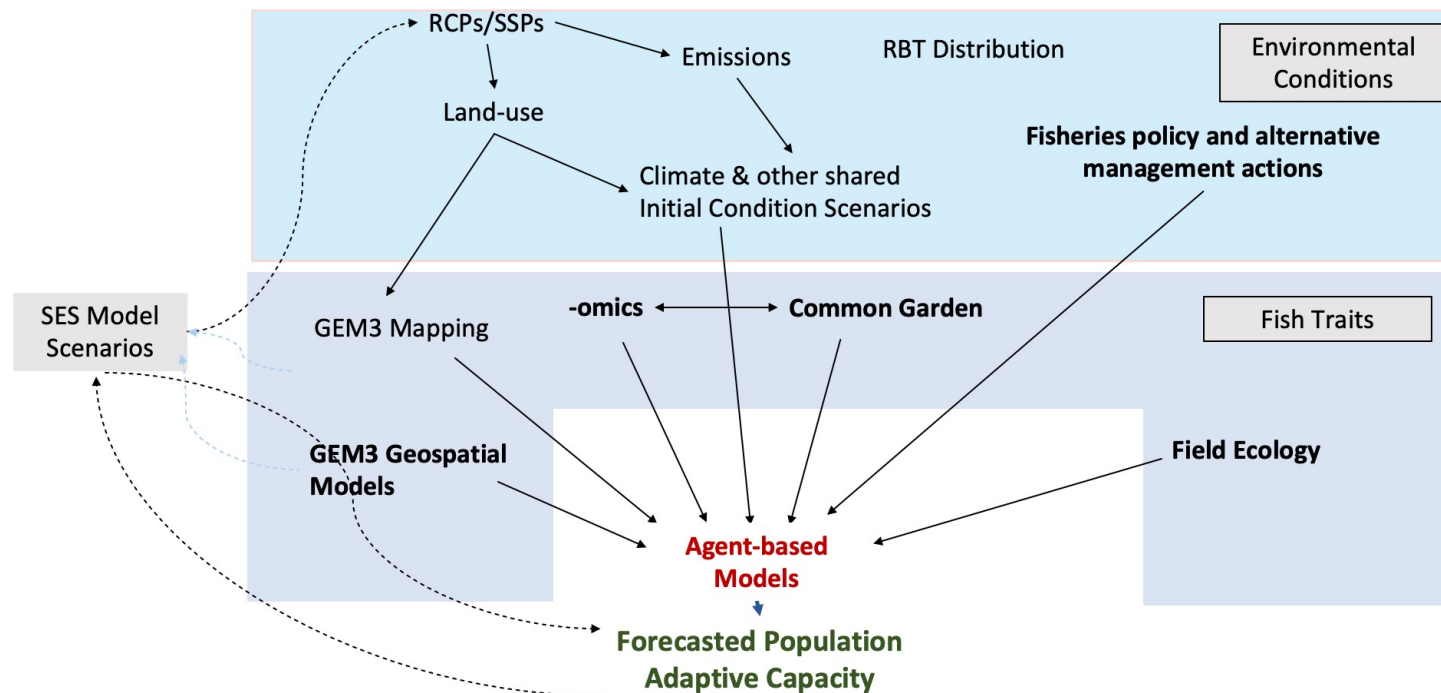 RCPs/SSPs
Emissions
RBT Distribution
Environmental
Conditions
Land-use
Fisheries policy and alternative
management actions
Climate & other shared
Initial Condition Scenarios
SES Model
Scenarios
GEM3 Mapping
-omics
Common Garden
Fish Traits
GEM3 Geospatial
Models
Field Ecology
Agent-based
Models
Forecasted Population
Adaptive Capacity